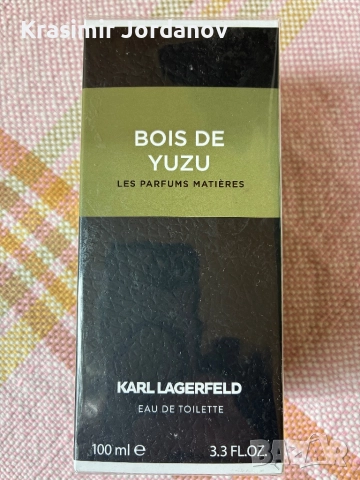 Krasimir Jordanov
BOIS DE
YUZU
LES PARFUMS MATIÈRES
KARL LAGERFELD
EAU DE TOILETTE
100 ml ℮ 3.3 FL.OZ.